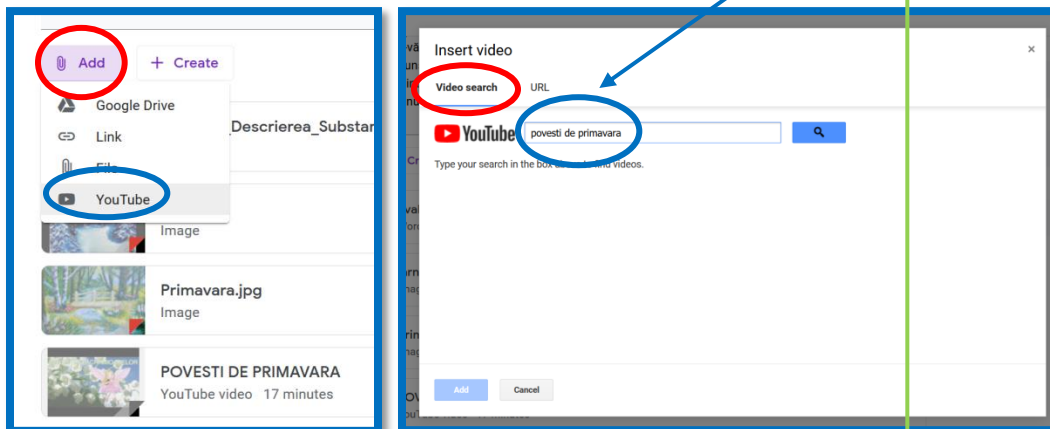 Add
+ Create
Google Drive
_Descrierea_Substar
Link
File
YouTube
Image
Primavara.jpg
Image
POVESTI DE PRIMAVARA
YouTube video 17 minutes
Insert video
×
Video search
URL
YouTube
povesti de primavara
Type your search in the box above to find videos.
Add
Cancel